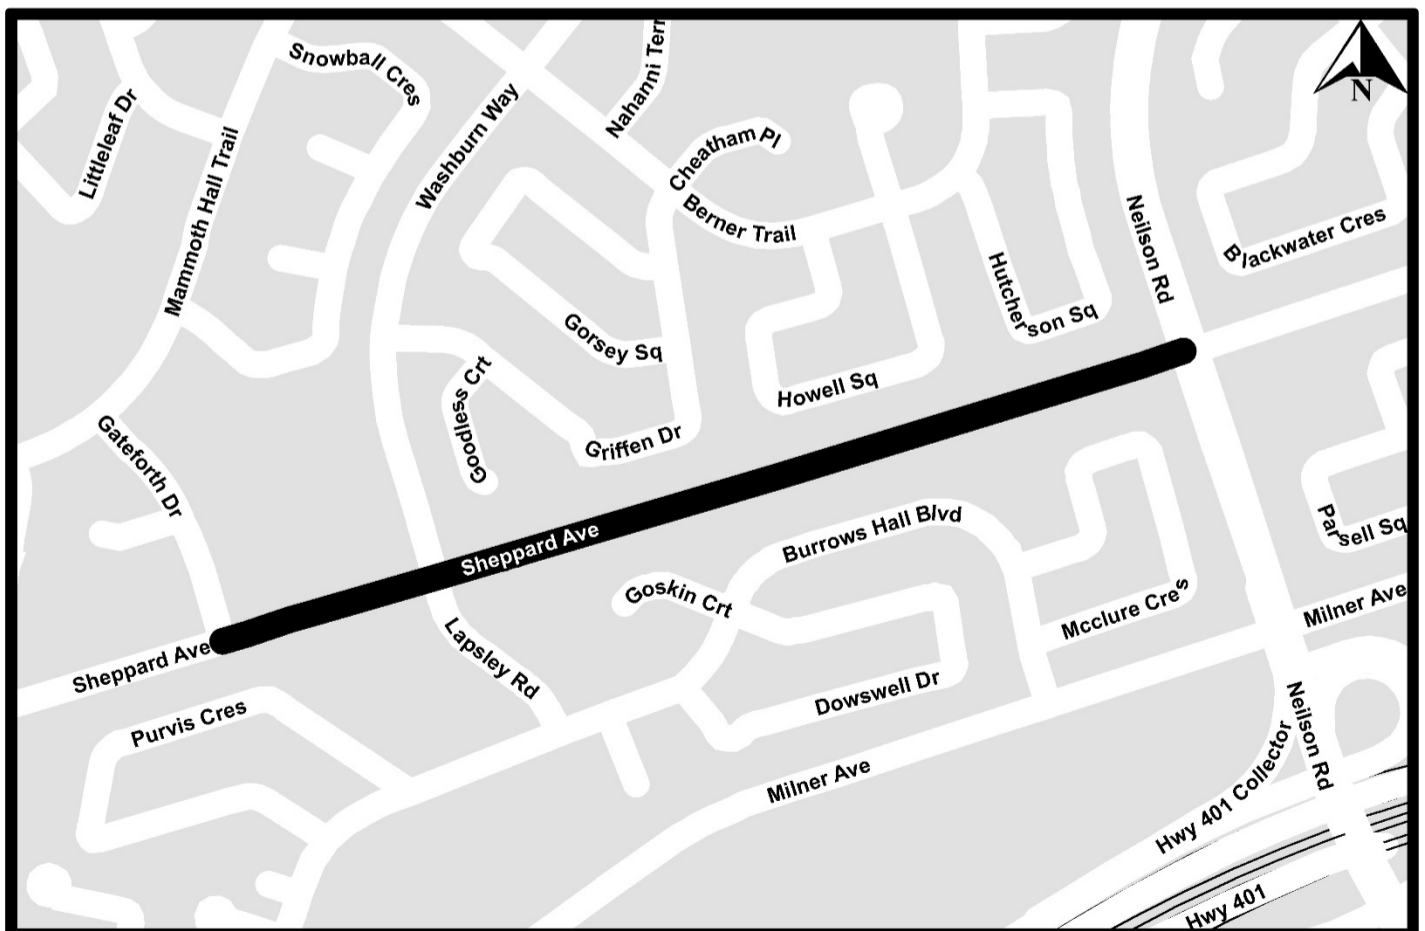 Snowball Cres
Nahanni Terr
N
Littleleaf Dr
Washburn Way
Cheatham Pl
Mammoth Hall Trail
Berner Trail
Neilson Rd
Blackwater Cres
Hutcherson Sq
Gorsey Sq
Howell Sq
Goodless Crt
Griffen Dr
Gateforth Dr
Sheppard Ave
Burrows Hall Blvd
Parsell Sq
Goskin Crt
Mcclure Cres
Milner Ave
Sheppard Ave
Lapsley Rd
Dowswell Dr
Purvis Cres
Neilson Rd
Milner Ave
Hwy 401 Collector
Hwy 401